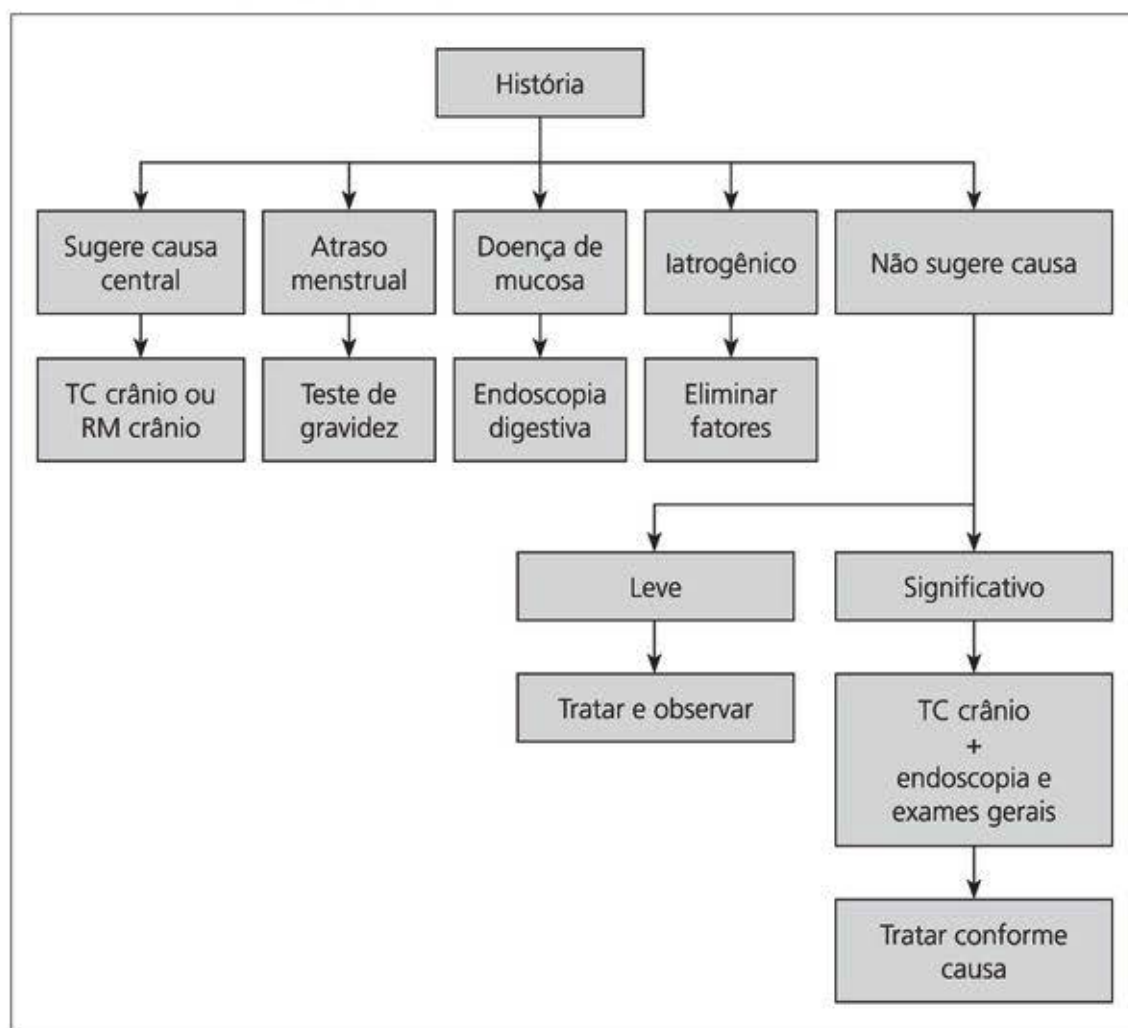 História
Sugere causa
central
Atraso
menstrual
Doença de
mucosa
Iatrogênico
Não sugere causa
TC crânio ou
RM crânio
Teste de
gravidez
Endoscopia
digestiva
Eliminar
fatores
Leve
Significativo
Tratar e observar
TC crânio
+
endoscopia e
exames gerais
Tratar conforme
causa